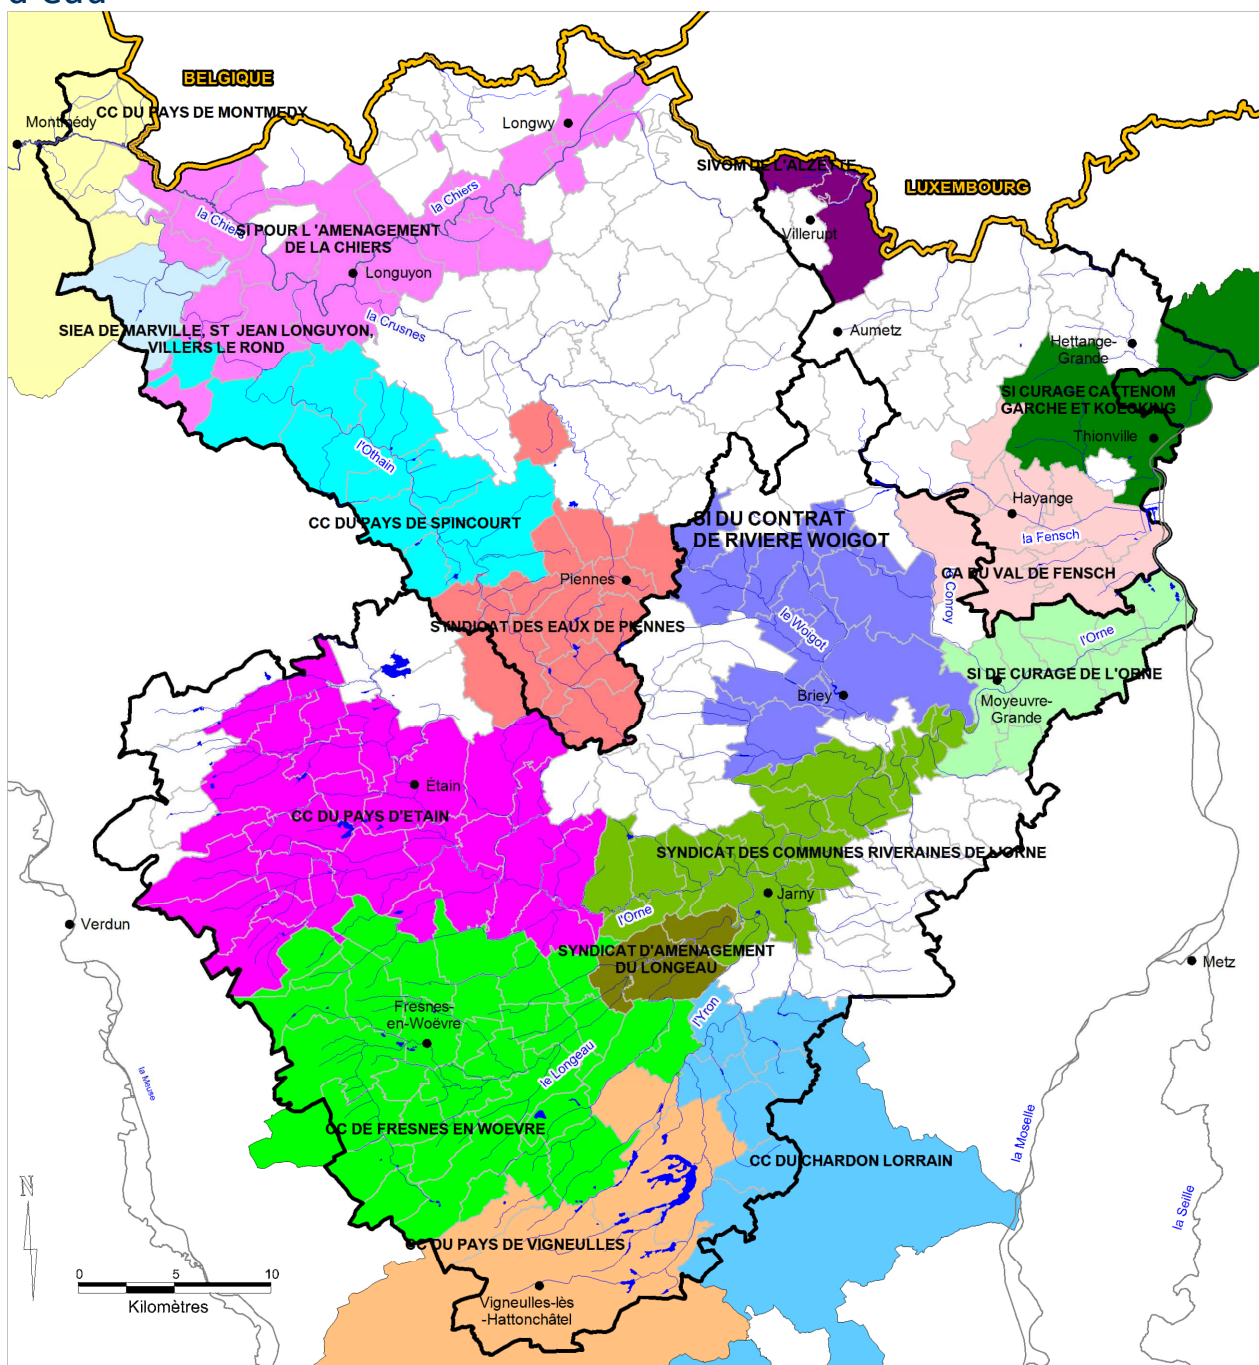 d'eau
BELGIQUE
CC DU PAYS DE MONTMEDY
Montmédy
Longwy
SIVOM DE L'ALZETTE
LUXEMBOURG
la Chiers
la Chiers
SI POUR L 'AMENAGEMENT
DE LA CHIERS
Villerupt
Longuyon
la Crusnes
Aumetz
SIEA DE MARVILLE, ST JEAN LONGUYON,
VILLERS LE ROND
Hettange-
Grande
SI CURAGE CATTENOM
GARCHE ET KOECKING
Thionville
l'Othain
Hayange
CC DU PAYS DE SPINCOURT
SI DU CONTRAT
DE RIVIERE WOIGOT
la Fensch
CA DU VAL DE FENSCH
Piennes
le Conroy
SYNDICAT DES EAUX DE PIENNES
le Woigot
l'Orne
SI DE CURAGE DE L'ORNE
Briey
Moyeuvre-
Grande
Étain
CC DU PAYS D'ETAIN
SYNDICAT DES COMMUNES RIVERAINES DE L'ORNE
Jarny
l'Orne
Verdun
SYNDICAT D'AMENAGEMENT
DU LONGEAU
Metz
Fresnes-
en-Woëvre
l'Yron
le Longeau
la Meuse
CC DE FRESNES EN WOEVRE
la Moselle
CC DU CHARDON LORRAIN
N
la Seille
CC DU PAYS DE VIGNEULLES
0 5 10
Kilomètres
Vigneulles-lès
-Hattonchâtel